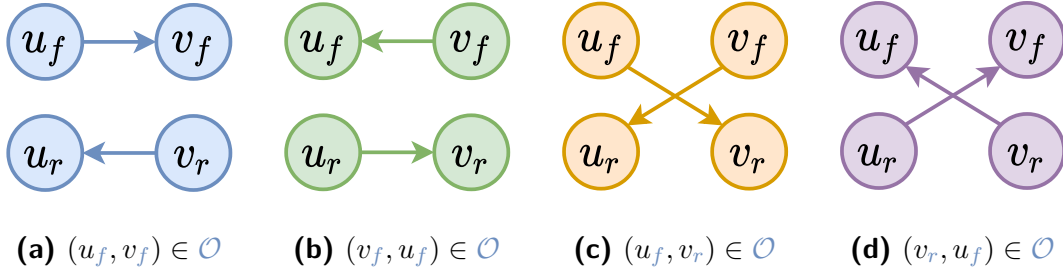 u_f v_f u_f v_f u_f v_f u_f v_f
u_r v_r u_r v_r u_r v_r u_r v_r
(a) (u_f, v_f) ∈ 𝒪 (b) (v_f, u_f) ∈ 𝒪 (c) (u_f, v_r) ∈ 𝒪 (d) (v_r, u_f) ∈ 𝒪